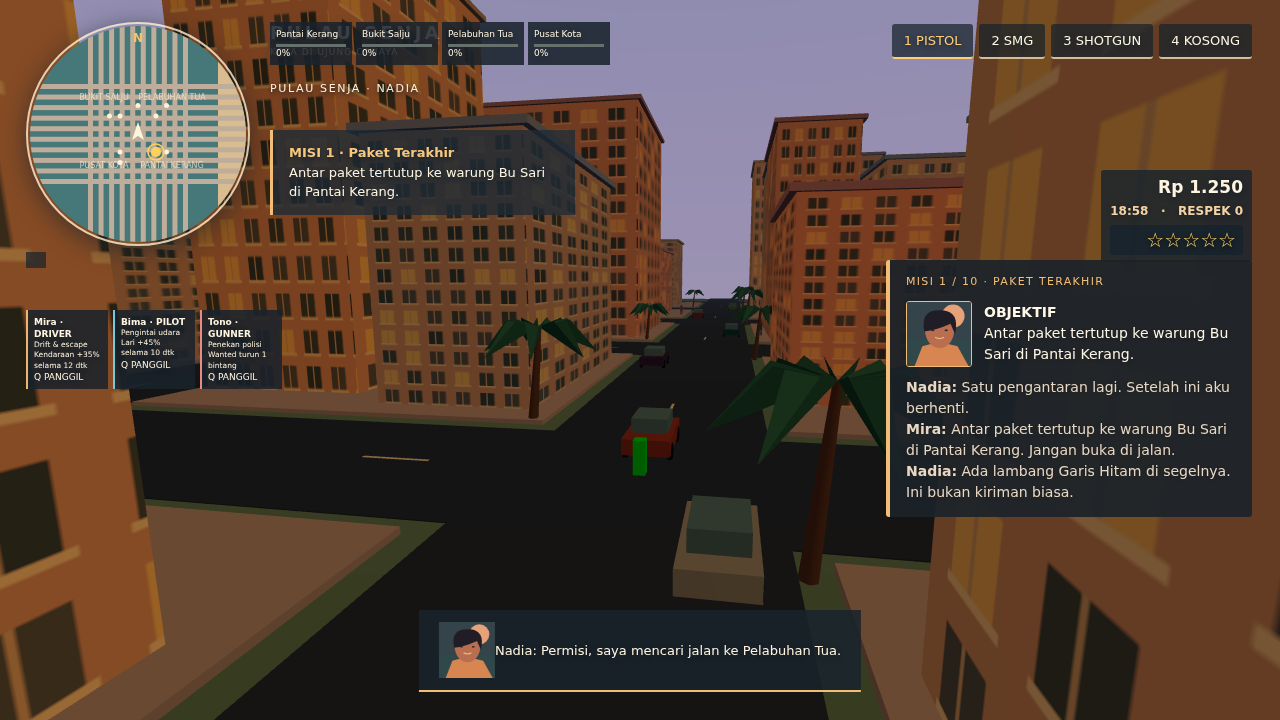 N
BUKIT SALJU
PELABUHAN TUA
PUSAT KOTA
PANTAI KERANG
Pantai Kerang
0%
Bukit Salju
0%
Pelabuhan Tua
0%
Pusat Kota
0%
PULAU SENJA · NADIA
MISI 1 · Paket Terakhir
Antar paket tertutup ke warung Bu Sari
di Pantai Kerang.
1 PISTOL
2 SMG
3 SHOTGUN
4 KOSONG
Rp 1.250
18:58 · RESPEK 0
☆☆☆☆☆
MISI 1 / 10 · PAKET TERAKHIR
OBJEKTIF
Antar paket tertutup ke warung Bu
Sari di Pantai Kerang.
Nadia: Satu pengantaran lagi. Setelah ini aku
berhenti.
Mira: Antar paket tertutup ke warung Bu Sari
di Pantai Kerang. Jangan buka di jalan.
Nadia: Ada lambang Garis Hitam di segelnya.
Ini bukan kiriman biasa.
Mira ·
DRIVER
Drift & escape
Kendaraan +35%
selama 12 dtk
Q PANGGIL
Bima · PILOT
Pengintai udara
Lari +45%
selama 10 dtk
Q PANGGIL
Tono ·
GUNNER
Penekan polisi
Wanted turun 1
bintang
Q PANGGIL
Nadia: Permisi, saya mencari jalan ke Pelabuhan Tua.